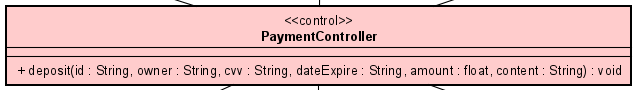 <<control>>
PaymentController
+ deposit(id : String, owner : String, cvv : String, dateExpire : String, amount : float, content : String) : void